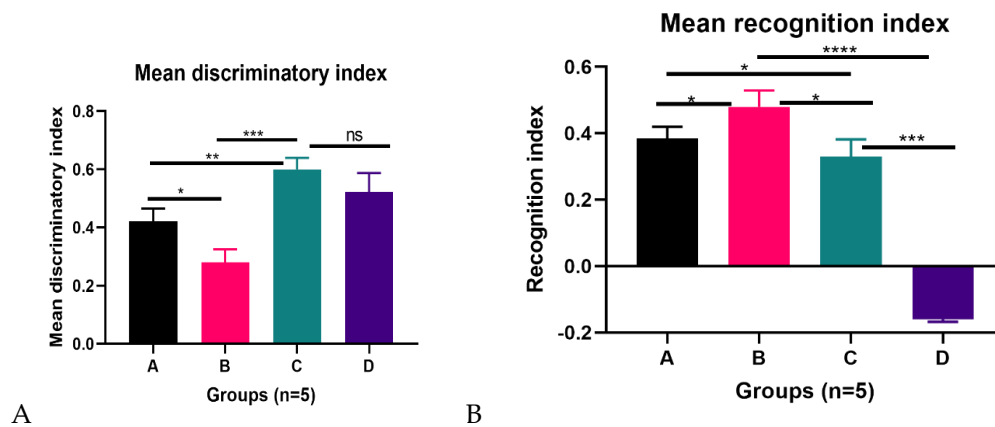 Mean discriminatory index
Mean discriminatory index
0.8
0.6
0.4
0.2
0.0
*
**
***
ns
A B C D
Groups (n=5)
A
Mean recognition index
Recognition index
0.6
0.4
0.2
0.0
-0.2
****
*
*
*
***
A B C D
Groups (n=5)
B